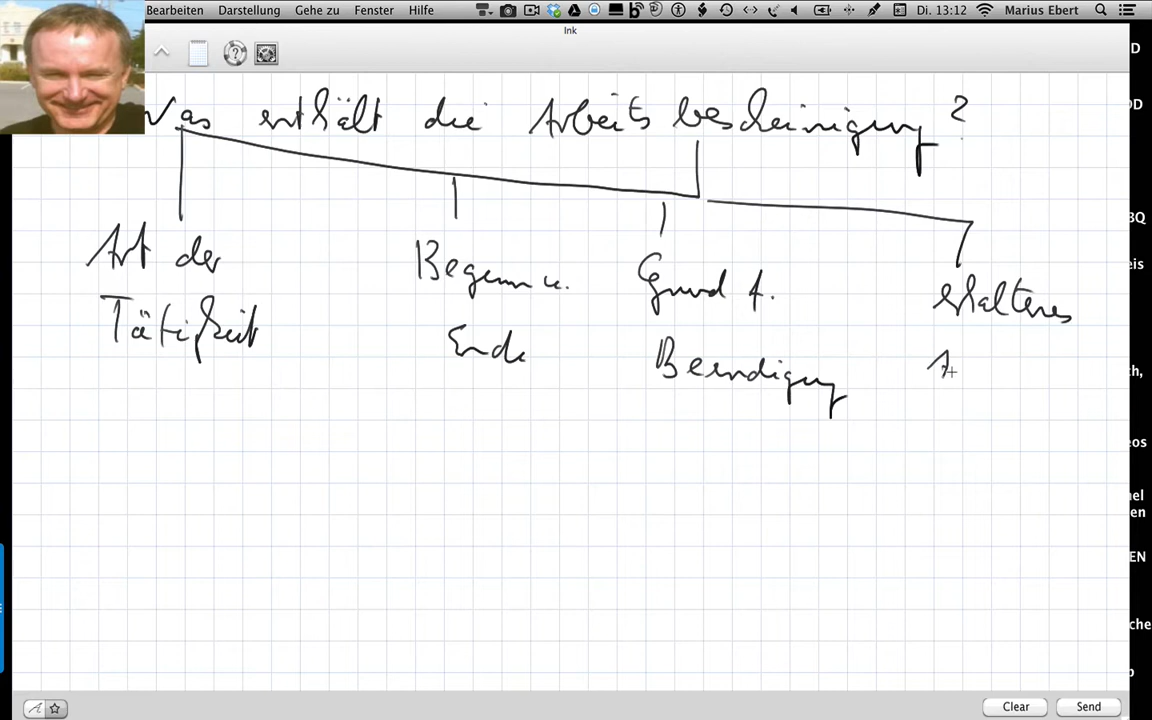 Bearbeiten Darstellung Gehe zu Fenster Hilfe Di. 13:12 Marius Ebert
Ink
Was enthält die Arbeitsbescheinigung?
Art der
Tätigkeit
Beginn u.
Ende
Grund f.
Beendigung
erhaltenes
A
Clear Send